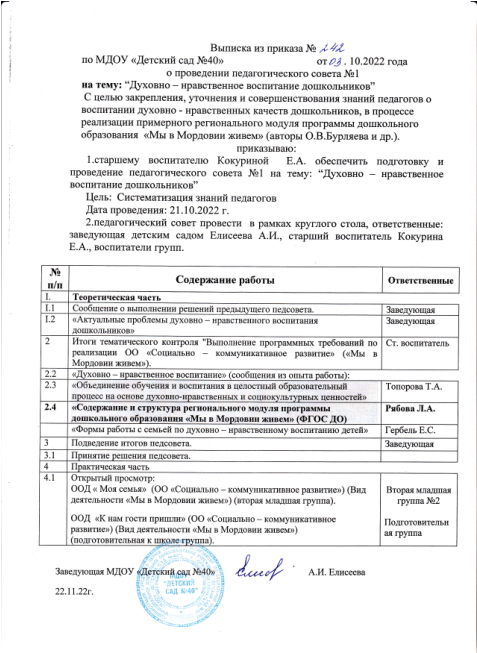 Выписка из приказа № 242
по МДОУ «Детский сад №40» от 03. 10.2022 года
о проведении педагогического совета №1
на тему: “Духовно – нравственное воспитание дошкольников”
С целью закрепления, уточнения и совершенствования знаний педагогов о
воспитании духовно - нравственных качеств дошкольников, в процессе
реализации примерного регионального модуля программы дошкольного
образования «Мы в Мордовии живем» (авторы О.В.Бурляева и др.).
приказываю:
1.старшему воспитателю Кокуриной Е.А. обеспечить подготовку и
проведение педагогического совета №1 на тему: “Духовно – нравственное
воспитание дошкольников”
Цель: Систематизация знаний педагогов
Дата проведения: 21.10.2022 г.
2.педагогический совет провести в рамках круглого стола, ответственные:
заведующая детским садом Елисеева А.И., старший воспитатель Кокурина
Е.А., воспитатели групп.
№ п/п Содержание работы Ответственные
I. Теоретическая часть
I.1 Сообщение о выполнении решений предыдущего педсовета. Заведующая
I.2 «Актуальные проблемы духовно – нравственного воспитания Заведующая
дошкольников»
2 Итоги тематического контроля "Выполнение программных требований по Ст. воспитатель
реализации ОО «Социально – коммуникативное развитие» («Мы в
Мордовии живем»).
2.2 «Духовно – нравственное воспитание» (сообщения из опыта работы):
2.3 «Объединение обучения и воспитания в целостный образовательный Топорова Т.А.
процесс на основе духовно-нравственных и социокультурных ценностей»
2.4 «Содержание и структура регионального модуля программы Рябова Л.А.
дошкольного образования «Мы в Мордовии живем» (ФГОС ДО)
«Формы работы с семьей по духовно – нравственному воспитанию детей» Гербель Е.С.
3 Подведение итогов педсовета. Заведующая
3.1 Принятие решения педсовета.
4 Практическая часть
4.1 Открытый просмотр:
ООД « Моя семья» (ОО «Социально – коммуникативное развитие») (Вид Вторая младшая
деятельности «Мы в Мордовии живем») (вторая младшая группа). группа №2
ООД «К нам гости пришли» (ОО «Социально – коммуникативное Подготовительн
развитие») (Вид деятельности «Мы в Мордовии живем») ая группа
(подготовительная к школе группа).
Заведующая МДОУ «Детский сад №40» А.И. Елисеева
22.11.22г.
"ДЕТСКИЙ
САД №40"